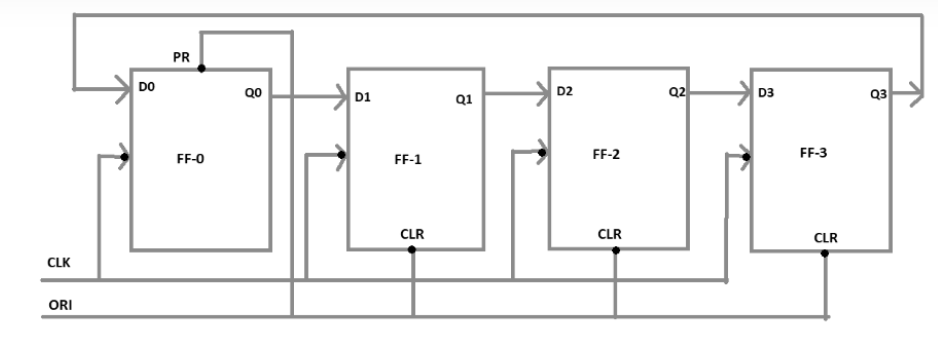 PR
D0
Q0
D1
Q1
D2
Q2
D3
Q3
FF-0
FF-1
FF-2
FF-3
CLR
CLR
CLR
CLK
ORI